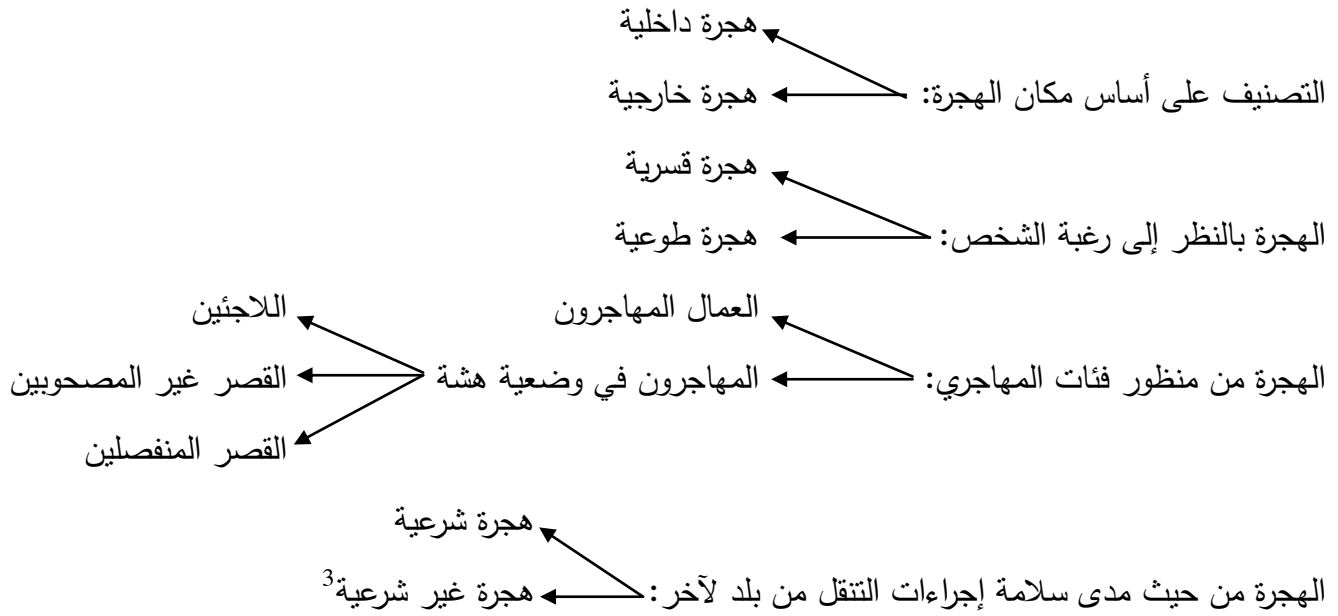 هجرة داخلية
التصنيف على أساس مكان الهجرة: هجرة خارجية
هجرة قسرية
الهجرة بالنظر إلى رغبة الشخص: هجرة طوعية
العمال المهاجرون اللاجئين
الهجرة من منظور فئات المهاجري: المهاجرون في وضعية هشة القصر غير المصحوبين
القصر المنفصلين
هجرة شرعية
الهجرة من حيث مدى سلامة إجراءات التنقل من بلد لآخر: هجرة غير شرعية3